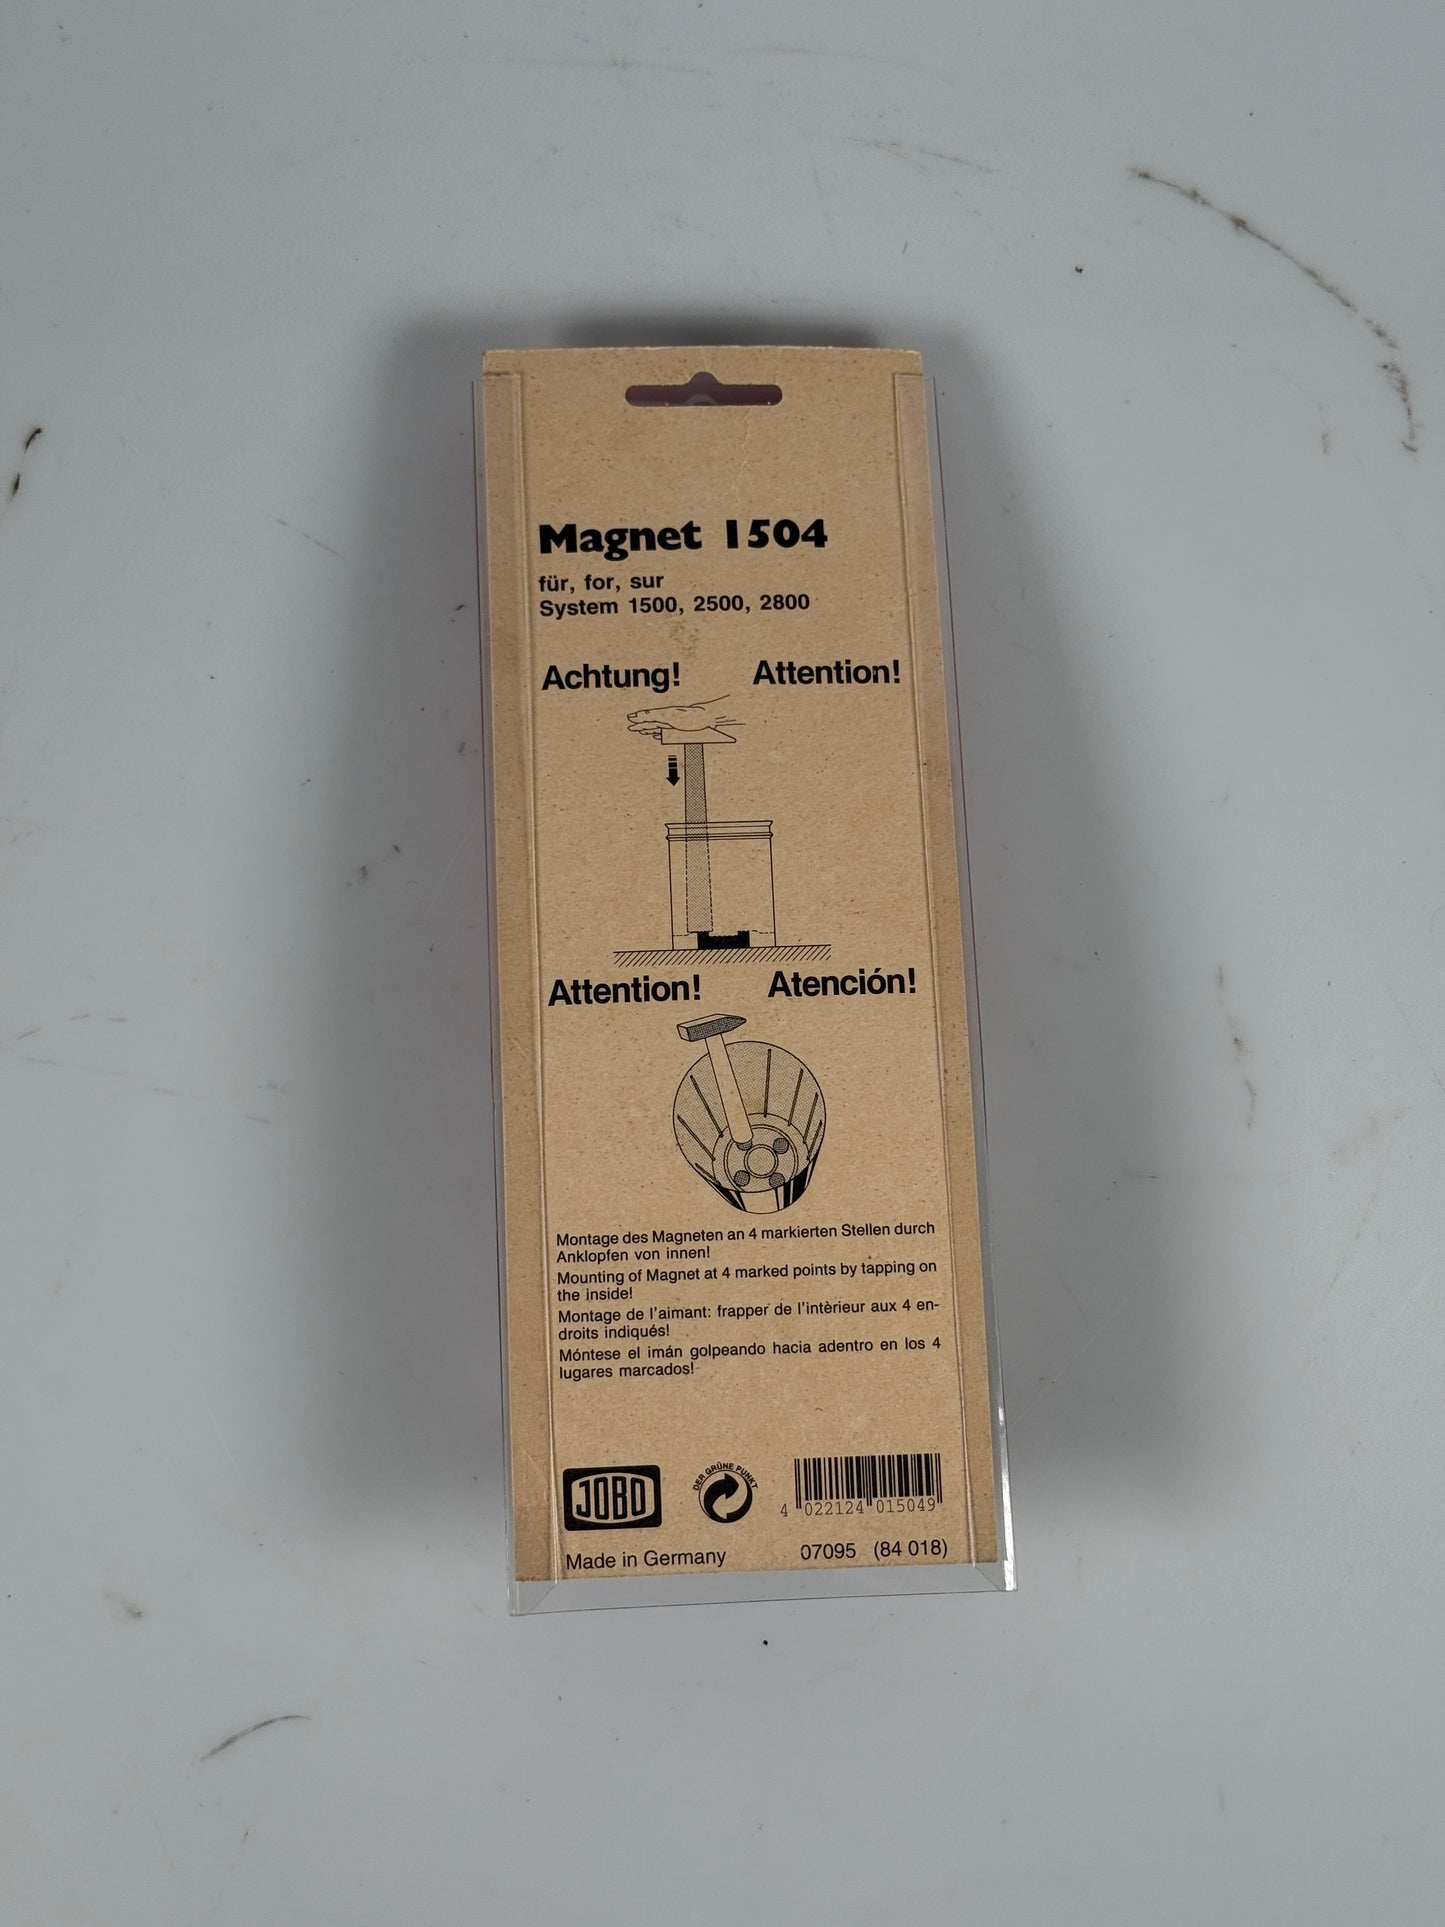 Magnet 1504
für, for, sur
System 1500, 2500, 2800
Achtung! Attention!
Attention! Atención!
Montage des Magneten an 4 markierten Stellen durch
Anklopfen von innen!
Mounting of Magnet at 4 marked points by tapping on
the inside!
Montage de l'aimant: frapper de l'intèrieur aux 4 en-
droits indiqués!
Móntese el imán golpeando hacia adentro en los 4
lugares marcados!
JOBO
DER GRÜNE PUNKT
4 022124 015049
Made in Germany
07095 (84 018)